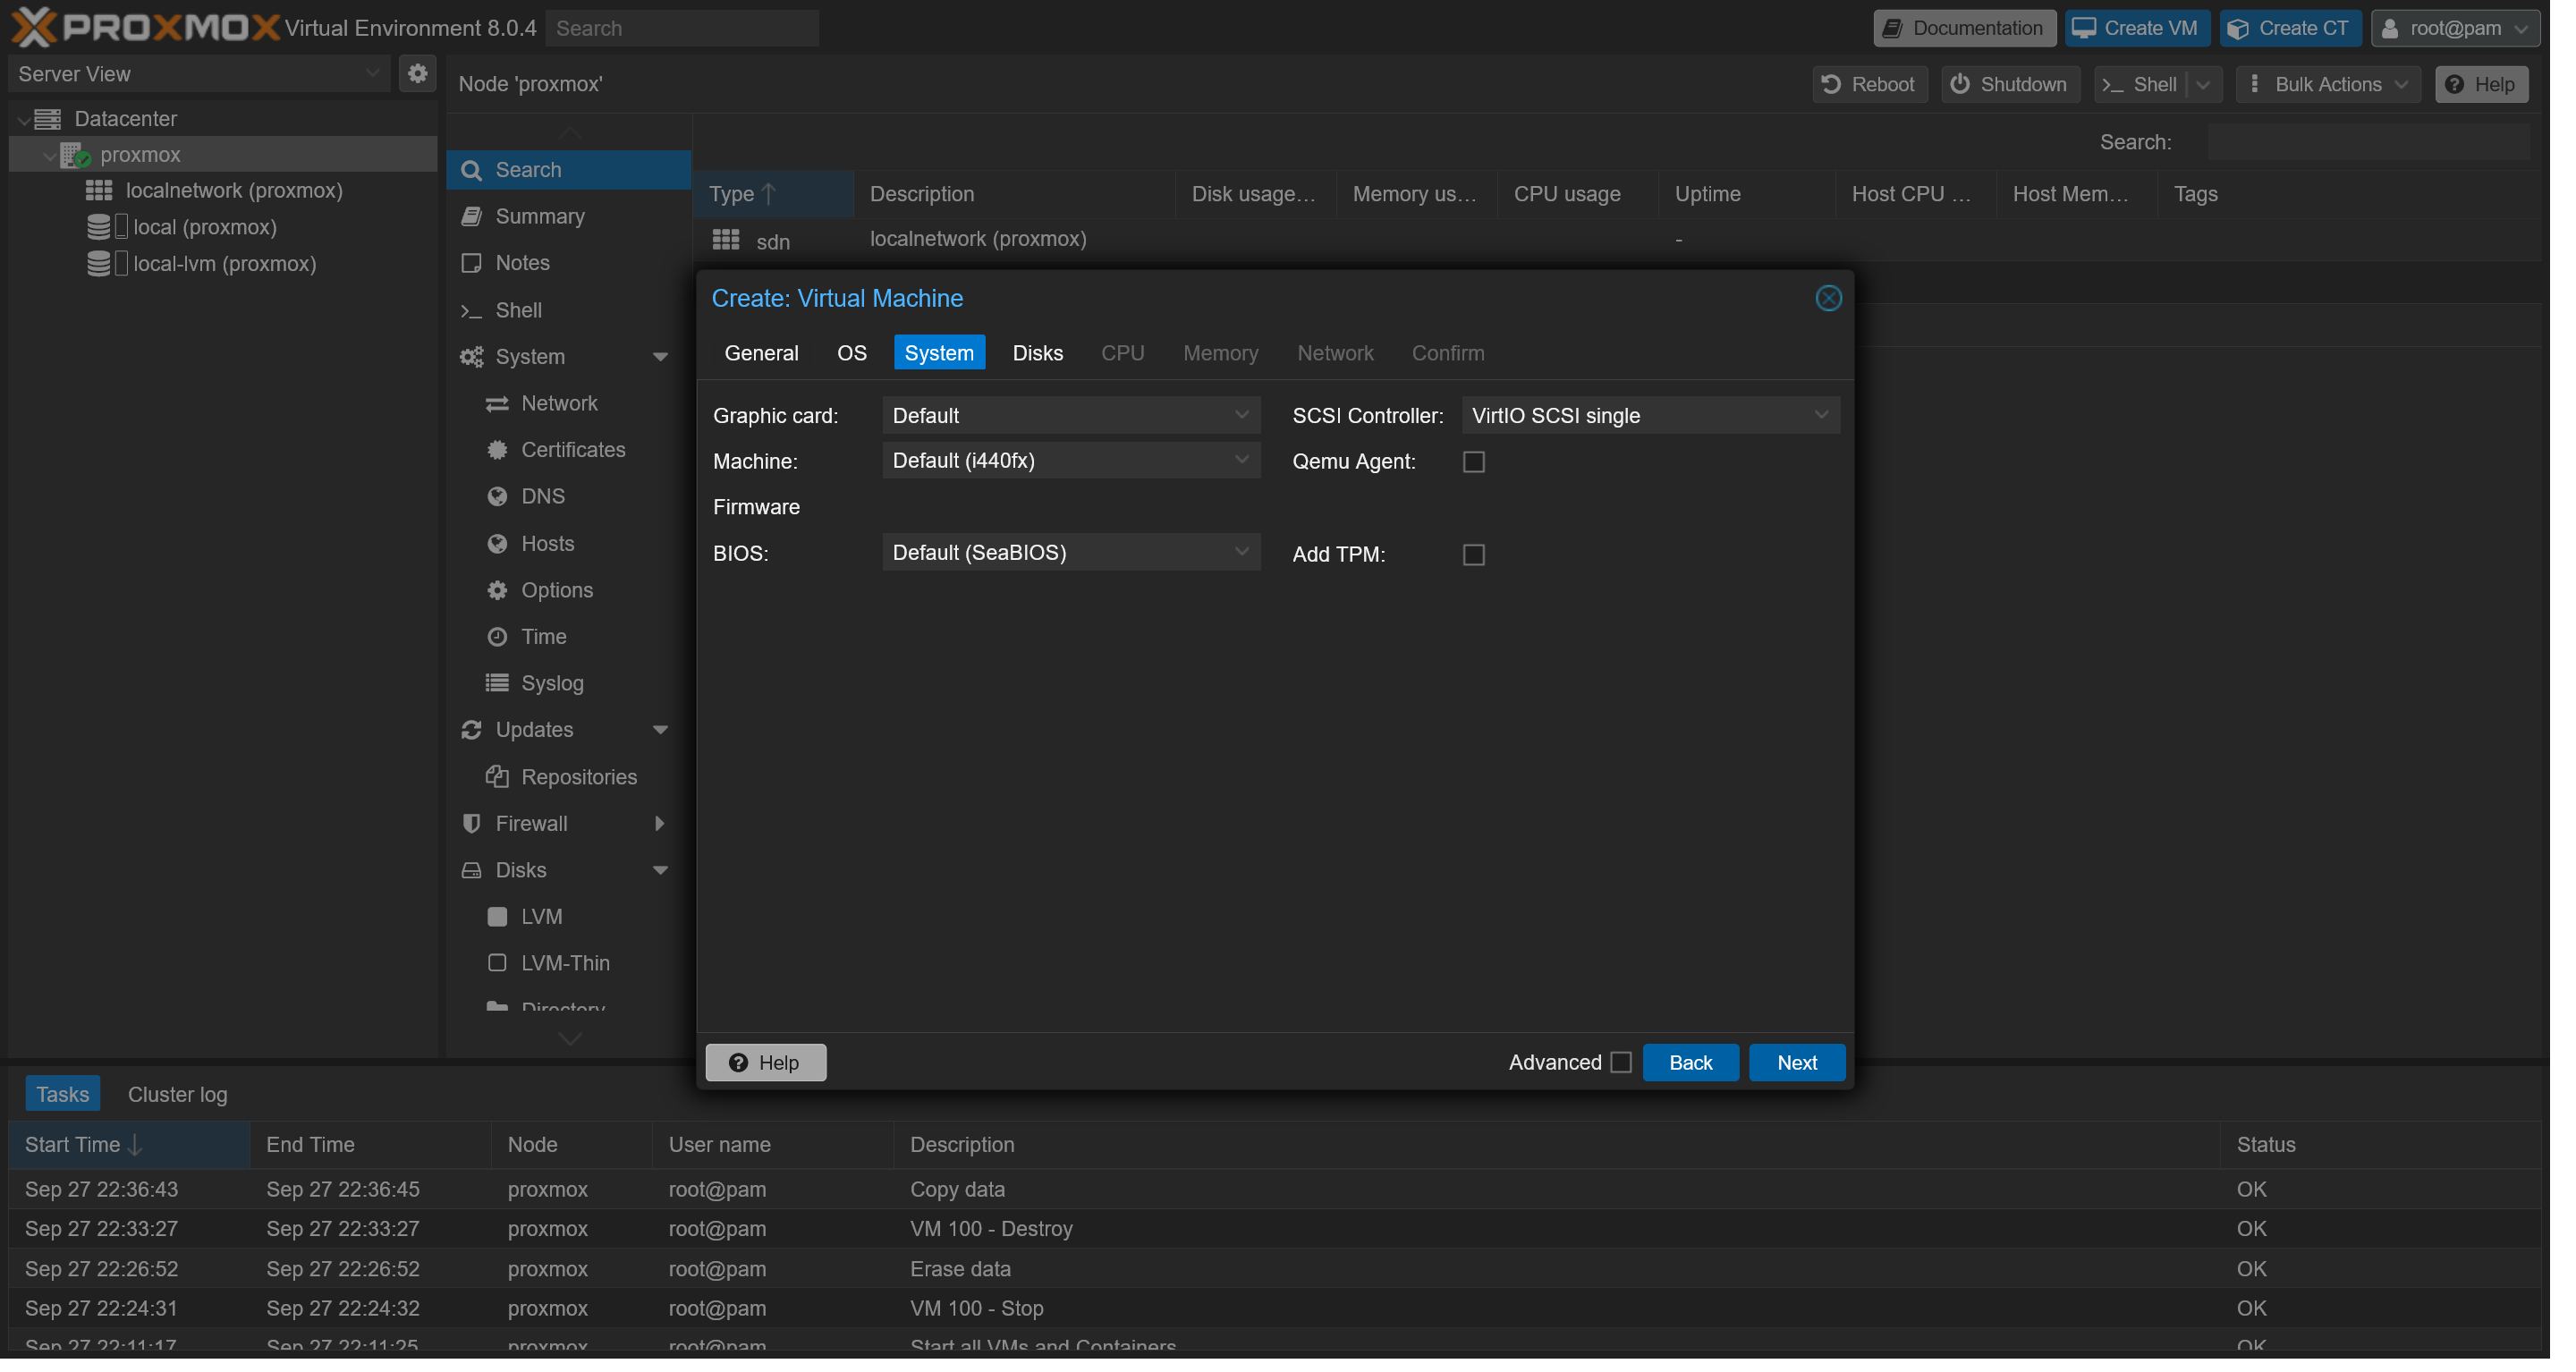 PROXMOX Virtual Environment 8.0.4 Search Documentation Create VM Create CT root@pam
Server View
Node 'proxmox' Reboot Shutdown Shell Bulk Actions Help
Datacenter
proxmox
localnetwork (proxmox)
local (proxmox)
local-lvm (proxmox)
Search
Summary
Notes
Shell
System
Network
Certificates
DNS
Hosts
Options
Time
Syslog
Updates
Repositories
Firewall
Disks
LVM
LVM-Thin
Directory
Search:
Type Description Disk usage... Memory us... CPU usage Uptime Host CPU ... Host Mem... Tags
sdn localnetwork (proxmox) -
Create: Virtual Machine
General OS System Disks CPU Memory Network Confirm
Graphic card: Default SCSI Controller: VirtIO SCSI single
Machine: Default (i440fx) Qemu Agent:
Firmware
BIOS: Default (SeaBIOS) Add TPM:
Help Advanced Back Next
Tasks Cluster log
Start Time End Time Node User name Description Status
Sep 27 22:36:43 Sep 27 22:36:45 proxmox root@pam Copy data OK
Sep 27 22:33:27 Sep 27 22:33:27 proxmox root@pam VM 100 - Destroy OK
Sep 27 22:26:52 Sep 27 22:26:52 proxmox root@pam Erase data OK
Sep 27 22:24:31 Sep 27 22:24:32 proxmox root@pam VM 100 - Stop OK
Sep 27 22:11:17 Sep 27 22:11:25 proxmox root@pam Start all VMs and Containers OK